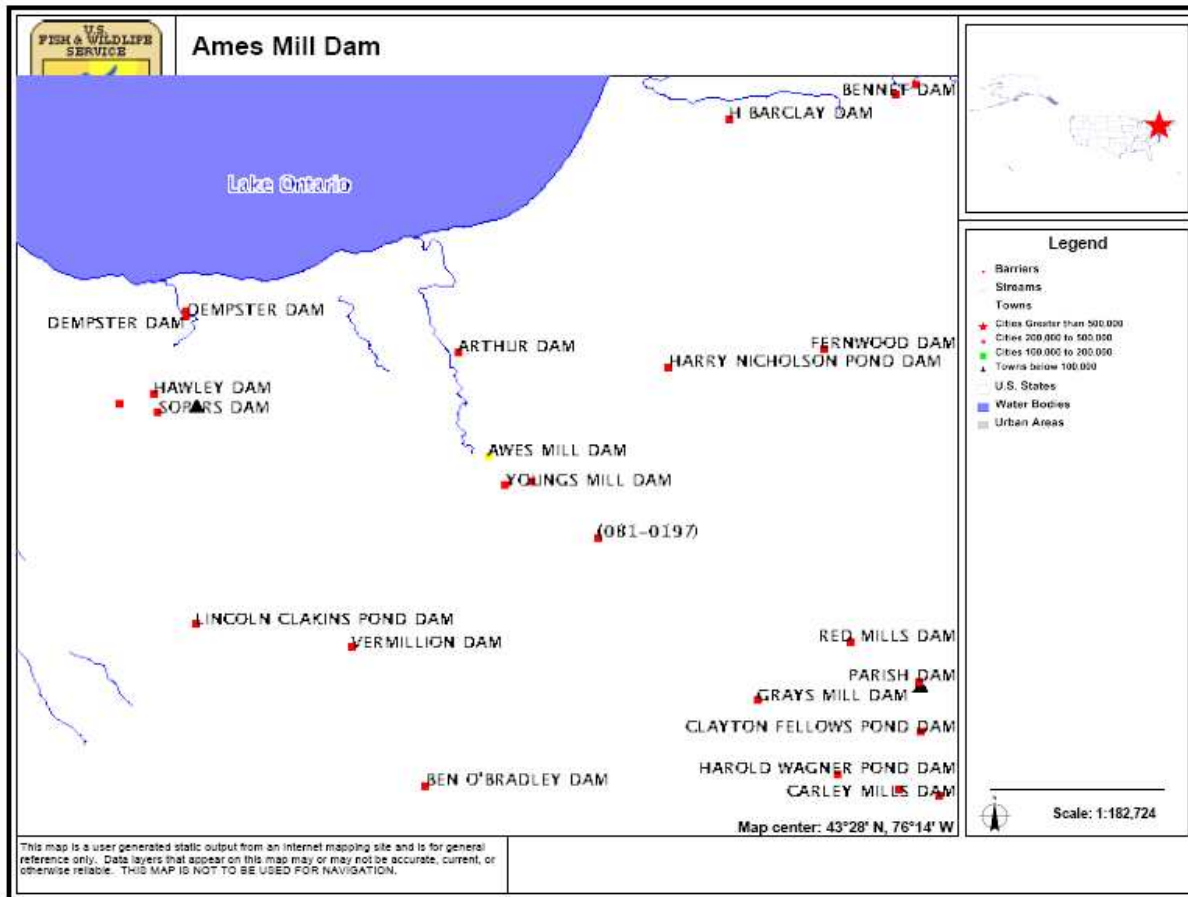 U.S.
FISH & WILDLIFE
SERVICE
Ames Mill Dam
BENNET DAM
H BARCLAY DAM
Lake Ontario
DEMPSTER DAM
DEMPSTER DAM
ARTHUR DAM
FERNWOOD DAM
HARRY NICHOLSON POND DAM
HAWLEY DAM
SOPERS DAM
AWES MILL DAM
YOUNGS MILL DAM
(081-0197)
LINCOLN CLAKINS POND DAM
VERMILLION DAM
RED MILLS DAM
PARISH DAM
GRAYS MILL DAM
CLAYTON FELLOWS POND DAM
HAROLD WAGNER POND DAM
BEN O'BRADLEY DAM
CARLEY MILLS DAM
Map center: 43°28' N, 76°14' W
Legend
Barriers
Streams
Towns
Cities Greater than 500,000
Cities 200,000 to 500,000
Cities 100,000 to 200,000
Towns below 100,000
U.S. States
Water Bodies
Urban Areas
N
Scale: 1:182,724
This map is a user generated static output from an Internet mapping site and is for general
reference only. Data layers that appear on this map may or may not be accurate, current, or
otherwise reliable. THIS MAP IS NOT TO BE USED FOR NAVIGATION.